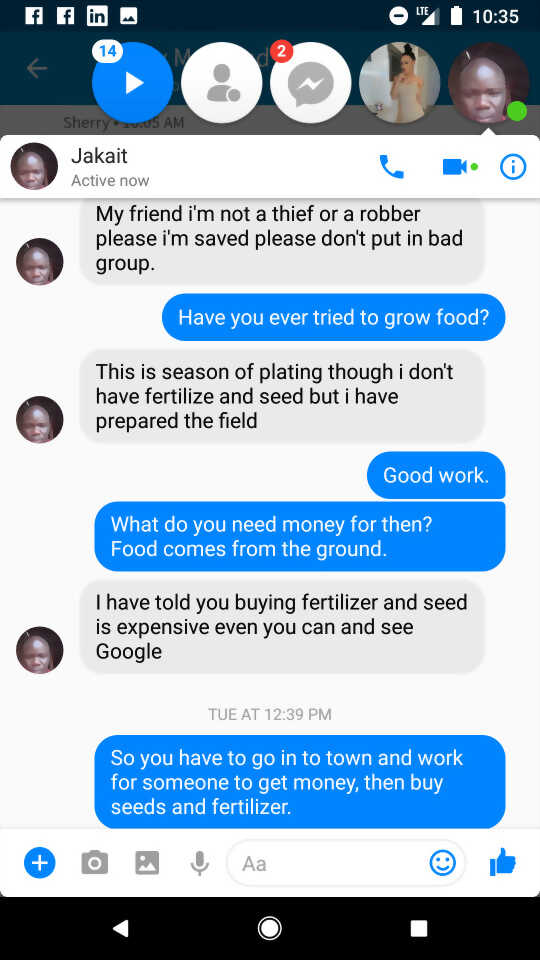 LTE 10:35
14
2
M d
Sherry • 10:05 AM
Jakait
Active now
My friend i'm not a thief or a robber
please i'm saved please don't put in bad
group.
Have you ever tried to grow food?
This is season of plating though i don't
have fertilize and seed but i have
prepared the field
Good work.
What do you need money for then?
Food comes from the ground.
I have told you buying fertilizer and seed
is expensive even you can and see
Google
TUE AT 12:39 PM
So you have to go in to town and work
for someone to get money, then buy
seeds and fertilizer.
Aa